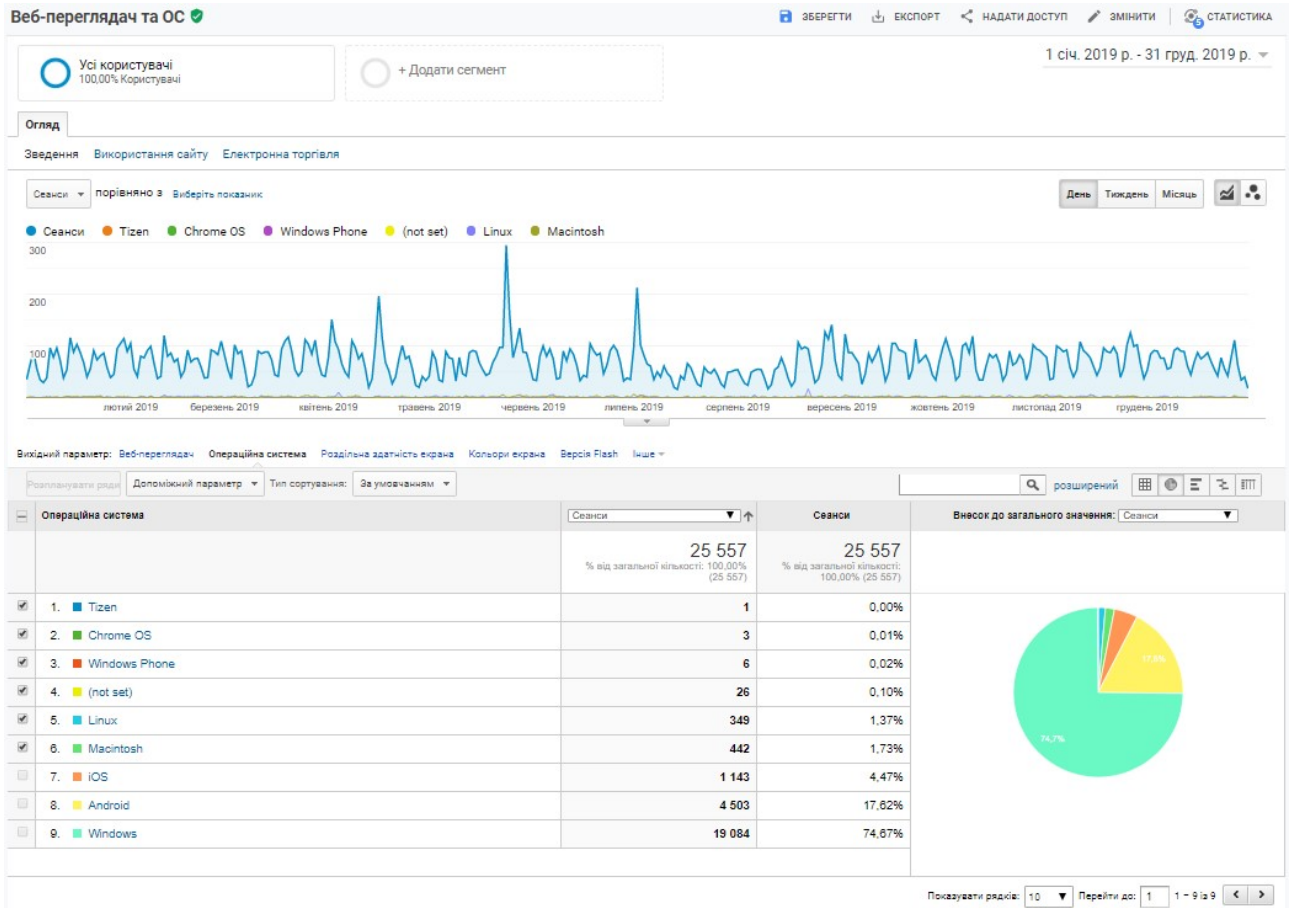 Веб-переглядач та ОС
ЗБЕРЕГТИ ЕКСПОРТ НАДАТИ ДОСТУП ЗМІНИТИ 5 СТАТИСТИКА
Усі користувачі
100,00% Користувачі
+ Додати сегмент
1 січ. 2019 р. - 31 груд. 2019 р.
Огляд
Зведення Використання сайту Електронна торгівля
Сеанси порівняно з Виберіть показник
День Тиждень Місяць
Сеанси Tizen Chrome OS Windows Phone (not set) Linux Macintosh
300
200
100
лютий 2019 березень 2019 квітень 2019 травень 2019 червень 2019 липень 2019 серпень 2019 вересень 2019 жовтень 2019 листопад 2019 грудень 2019
Вихідний параметр: Веб-переглядач Операційна система Роздільна здатність екрана Кольори екрана Версія Flash Інше
Розпланувати ряди Допоміжний параметр Тип сортування: За умовчанням розширений
Операційна система Сеанси Сеанси Внесок до загального значення: Сеанси
25 557 25 557
% від загальної кількості: 100,00% (25 557) % від загальної кількості: 100,00% (25 557)
1. Tizen 1 0,00%
2. Chrome OS 3 0,01%
3. Windows Phone 6 0,02%
4. (not set) 26 0,10%
5. Linux 349 1,37%
6. Macintosh 442 1,73%
7. iOS 1 143 4,47%
8. Android 4 503 17,62%
9. Windows 19 084 74,67%
17,6%
74,7%
Показувати рядків: 10 Перейти до: 1 1 – 9 із 9